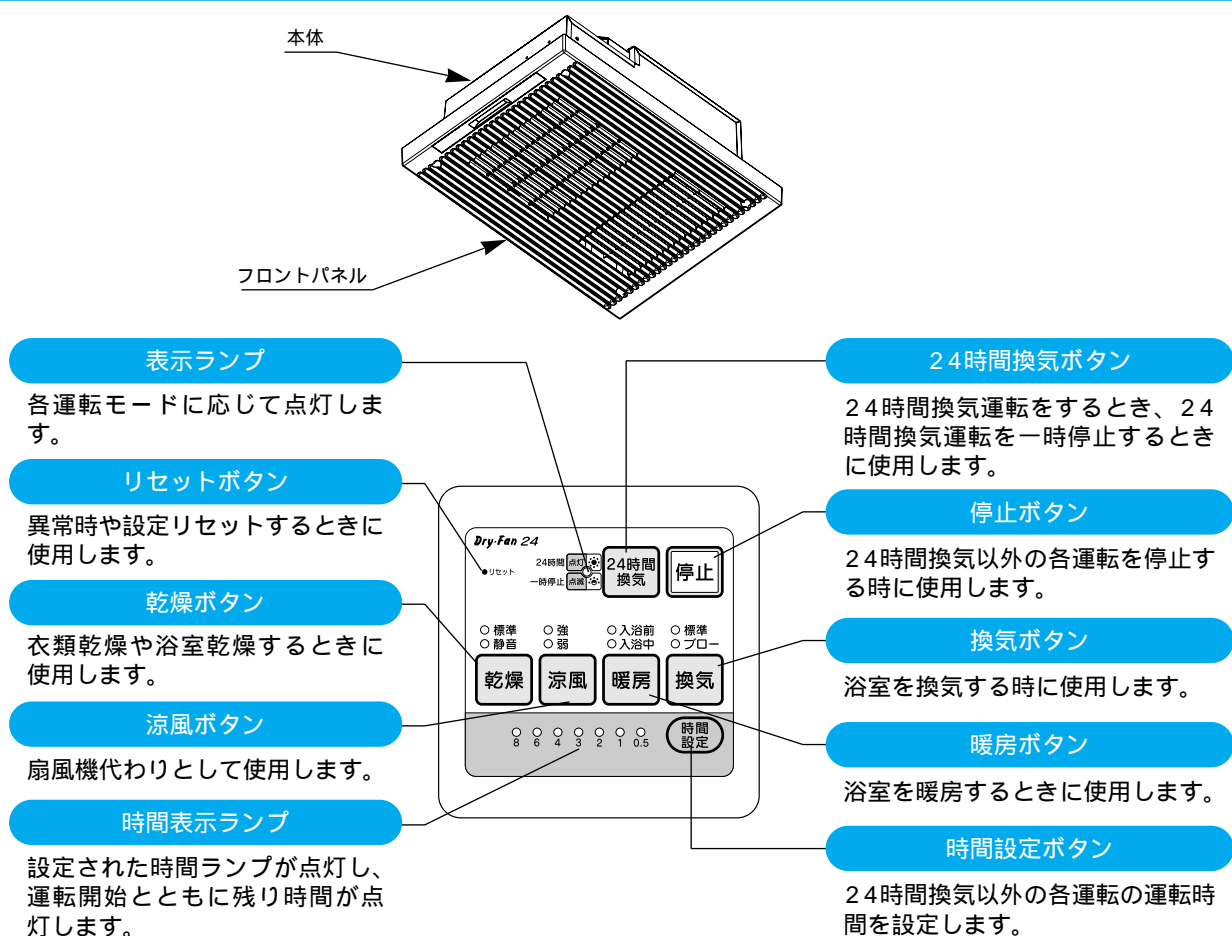 本体
フロントパネル
表示ランプ
各運転モードに応じて点灯しま
す。
リセットボタン
異常時や設定リセットするときに
使用します。
乾燥ボタン
衣類乾燥や浴室乾燥するときに
使用します。
涼風ボタン
扇風機代わりとして使用します。
時間表示ランプ
設定された時間ランプが点灯し、
運転開始とともに残り時間が点
灯します。
Dry・Fan 24
●リセット
24時間 点灯
一時停止 点滅
24時間
換気
停止
○標準 ○強 ○入浴前 ○標準
○静音 ○弱 ○入浴中 ○ブロー
乾燥 涼風 暖房 換気
8 6 4 3 2 1 0.5
時間
設定
24時間換気ボタン
24時間換気運転をするとき、24
時間換気運転を一時停止するとき
に使用します。
停止ボタン
24時間換気以外の各運転を停止す
る時に使用します。
換気ボタン
浴室を換気する時に使用します。
暖房ボタン
浴室を暖房するときに使用します。
時間設定ボタン
24時間換気以外の各運転の運転時
間を設定します。